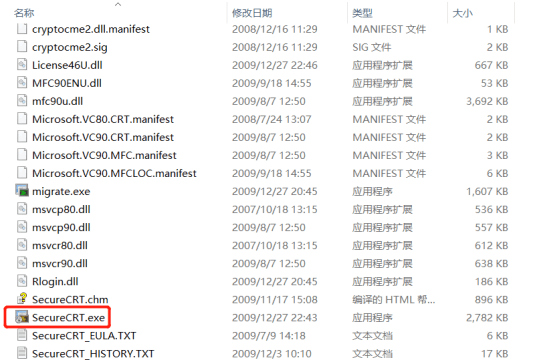 名称 修改日期 类型 大小
cryptocme2.dll.manifest 2008/12/16 11:29 MANIFEST 文件 1 KB
cryptocme2.sig 2008/12/16 11:29 SIG 文件 2 KB
License46U.dll 2009/12/27 22:46 应用程序扩展 667 KB
MFC90ENU.dll 2009/9/18 14:55 应用程序扩展 53 KB
mfc90u.dll 2009/8/7 12:50 应用程序扩展 3,692 KB
Microsoft.VC80.CRT.manifest 2008/7/24 13:07 MANIFEST 文件 2 KB
Microsoft.VC90.CRT.manifest 2009/8/7 12:50 MANIFEST 文件 2 KB
Microsoft.VC90.MFC.manifest 2009/8/7 12:50 MANIFEST 文件 3 KB
Microsoft.VC90.MFCLOC.manifest 2009/9/18 14:55 MANIFEST 文件 6 KB
migrate.exe 2009/12/27 20:45 应用程序 1,607 KB
msvcp80.dll 2007/10/18 13:15 应用程序扩展 536 KB
msvcp90.dll 2009/8/7 12:50 应用程序扩展 557 KB
msvcr80.dll 2007/10/18 13:15 应用程序扩展 612 KB
msvcr90.dll 2009/8/7 12:50 应用程序扩展 638 KB
Rlogin.dll 2009/12/27 20:45 应用程序扩展 186 KB
SecureCRT.chm 2009/11/17 15:08 编译的 HTML 帮... 896 KB
SecureCRT.exe 2009/12/27 22:43 应用程序 2,782 KB
SecureCRT_EULA.TXT 2009/7/9 14:18 文本文档 6 KB
SecureCRT_HISTORY.TXT 2009/12/3 10:10 文本文档 17 KB